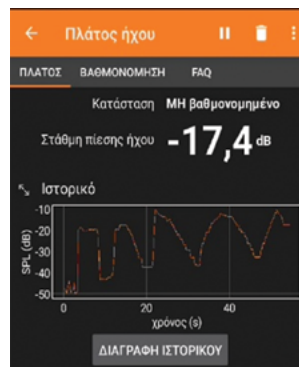 Πλάτος ήχου
ΠΛΑΤΟΣ ΒΑΘΜΟΝΟΜΗΣΗ FAQ
Κατάσταση ΜΗ βαθμονομημένο
Στάθμη πίεσης ήχου -17,4 dB
Ιστορικό
-10
-20
-30
-40
-50
SPL (dB)
0 20 40
χρόνος (s)
ΔΙΑΓΡΑΦΗ ΙΣΤΟΡΙΚΟΥ